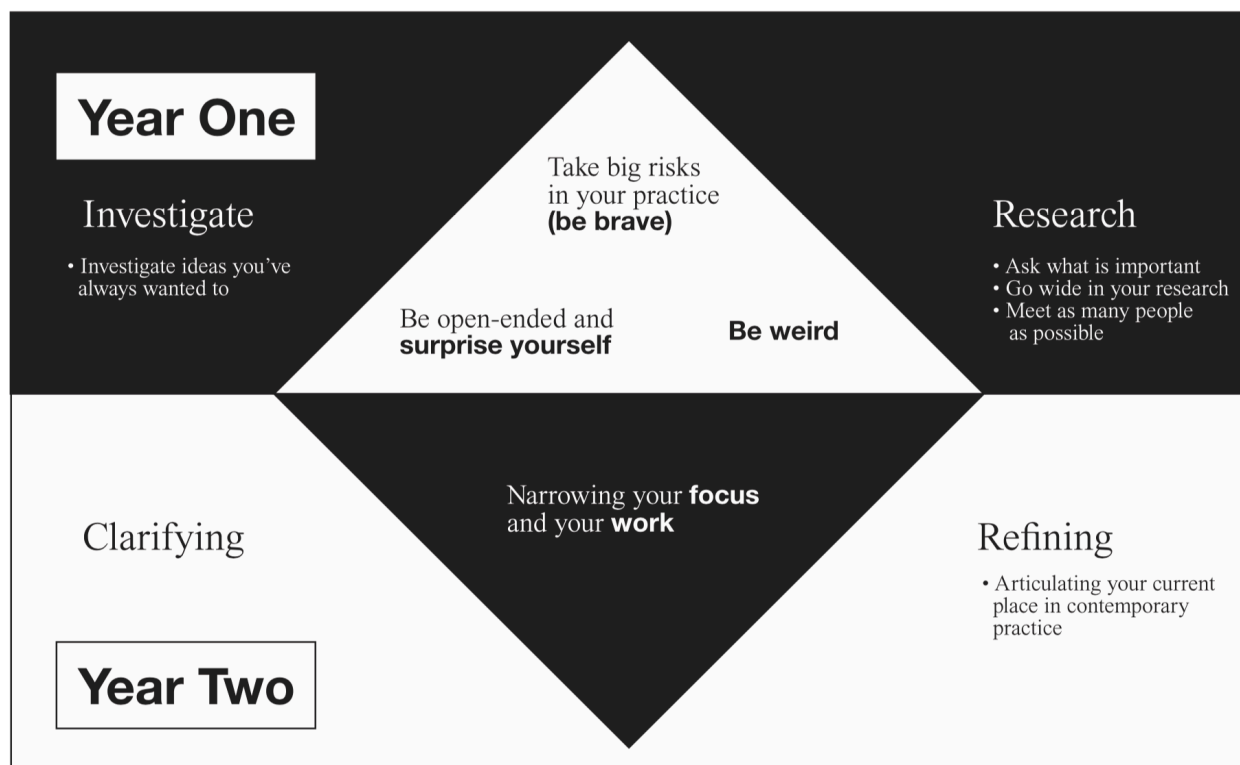 Year One
Investigate
• Investigate ideas you've
always wanted to
Take big risks
in your practice
(be brave)
Be open-ended and
surprise yourself
Be weird
Research
• Ask what is important
• Go wide in your research
• Meet as many people
as possible
Narrowing your focus
and your work
Clarifying
Refining
• Articulating your current
place in contemporary
practice
Year Two